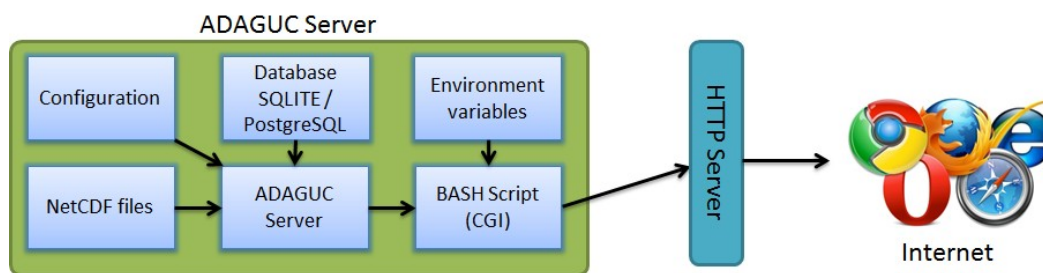 ADAGUC Server
Configuration
Database
SQLITE /
PostgreSQL
Environment
variables
NetCDF files
ADAGUC
Server
BASH Script
(CGI)
HTTP Server
Internet